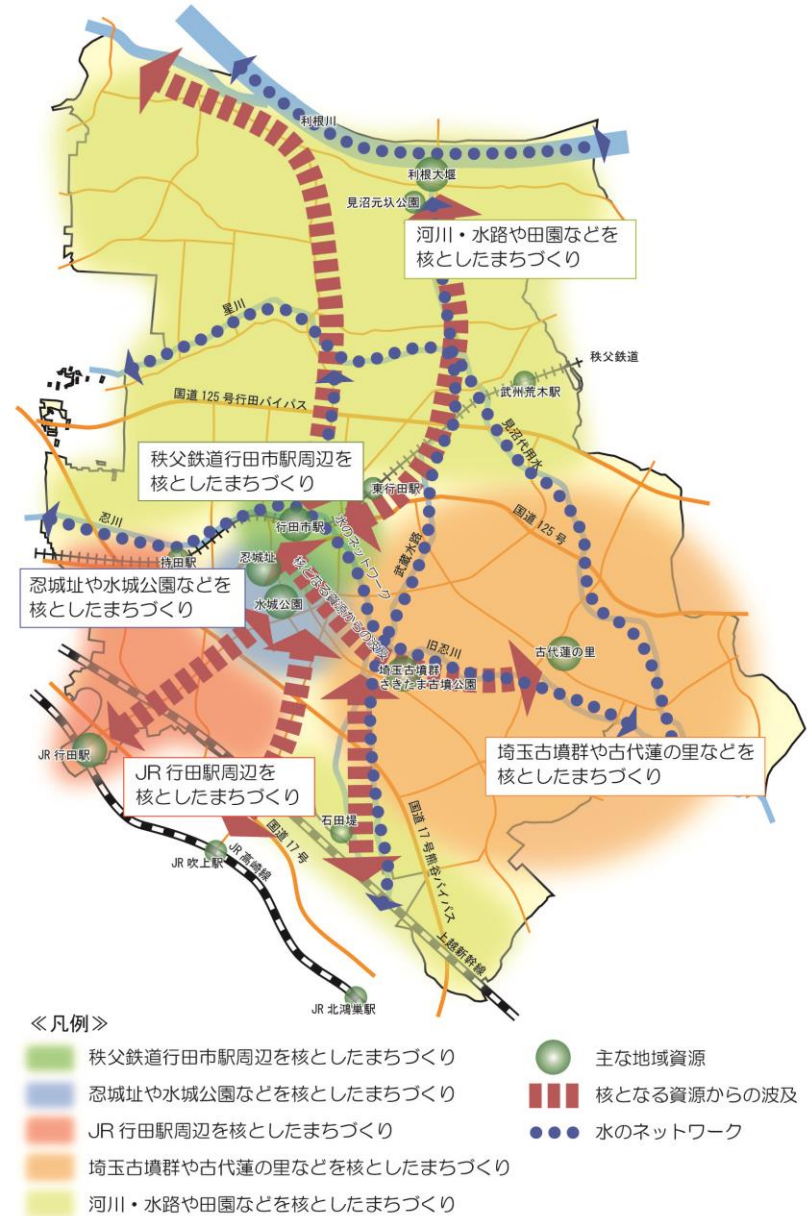 利根川
利根大堰
見沼元圦公園
河川・水路や田園などを
核としたまちづくり
星川
秩父鉄道
武州荒木駅
国道125号行田バイパス
見沼代用水
秩父鉄道行田市駅周辺を
核としたまちづくり
東行田駅
国道125号
忍川
行田市駅
水のネットワーク
武蔵水路
持田駅
忍城址
核となる資源からの波及
忍城址や水城公園などを
核としたまちづくり
水城公園
旧忍川
古代蓮の里
埼玉古墳群
さきたま古墳公園
JR行田駅
JR行田駅周辺を
核としたまちづくり
埼玉古墳群や古代蓮の里などを
核としたまちづくり
石田堤
国道17号
国道17号熊谷バイパス
JR吹上駅
JR高崎線
上越新幹線
JR北鴻巣駅
≪凡例≫
秩父鉄道行田市駅周辺を核としたまちづくり
忍城址や水城公園などを核としたまちづくり
JR行田駅周辺を核としたまちづくり
埼玉古墳群や古代蓮の里などを核としたまちづくり
河川・水路や田園などを核としたまちづくり
主な地域資源
核となる資源からの波及
水のネットワーク